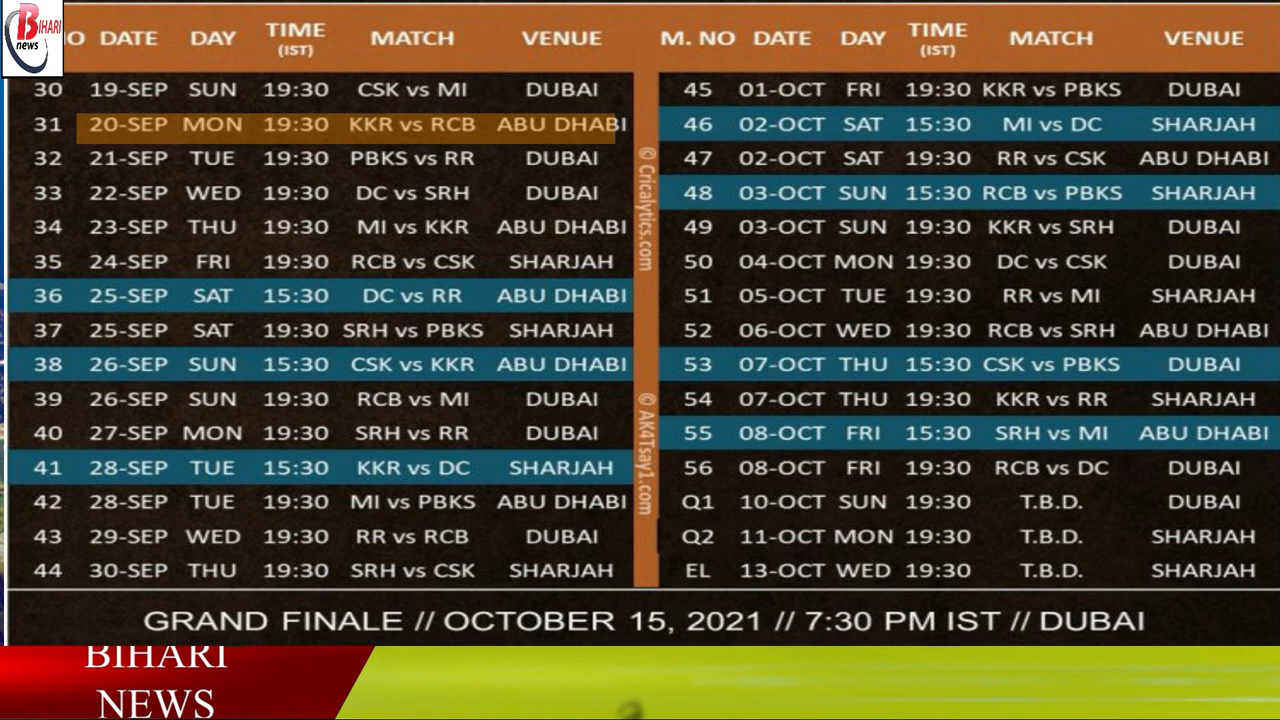 BIHARI
news
O DATE DAY TIME (IST) MATCH VENUE
30 19-SEP SUN 19:30 CSK vs MI DUBAI
31 20-SEP MON 19:30 KKR vs RCB ABU DHABI
32 21-SEP TUE 19:30 PBKS vs RR DUBAI
33 22-SEP WED 19:30 DC vs SRH DUBAI
34 23-SEP THU 19:30 MI vs KKR ABU DHABI
35 24-SEP FRI 19:30 RCB vs CSK SHARJAH
36 25-SEP SAT 15:30 DC vs RR ABU DHABI
37 25-SEP SAT 19:30 SRH vs PBKS SHARJAH
38 26-SEP SUN 15:30 CSK vs KKR ABU DHABI
39 26-SEP SUN 19:30 RCB vs MI DUBAI
40 27-SEP MON 19:30 SRH vs RR DUBAI
41 28-SEP TUE 15:30 KKR vs DC SHARJAH
42 28-SEP TUE 19:30 MI vs PBKS ABU DHABI
43 29-SEP WED 19:30 RR vs RCB DUBAI
44 30-SEP THU 19:30 SRH vs CSK SHARJAH
© Cricalytics.com
© AK4Tsay1.com
M. NO DATE DAY TIME (IST) MATCH VENUE
45 01-OCT FRI 19:30 KKR vs PBKS DUBAI
46 02-OCT SAT 15:30 MI vs DC SHARJAH
47 02-OCT SAT 19:30 RR vs CSK ABU DHABI
48 03-OCT SUN 15:30 RCB vs PBKS SHARJAH
49 03-OCT SUN 19:30 KKR vs SRH DUBAI
50 04-OCT MON 19:30 DC vs CSK DUBAI
51 05-OCT TUE 19:30 RR vs MI SHARJAH
52 06-OCT WED 19:30 RCB vs SRH ABU DHABI
53 07-OCT THU 15:30 CSK vs PBKS DUBAI
54 07-OCT THU 19:30 KKR vs RR SHARJAH
55 08-OCT FRI 15:30 SRH vs MI ABU DHABI
56 08-OCT FRI 19:30 RCB vs DC DUBAI
Q1 10-OCT SUN 19:30 T.B.D. DUBAI
Q2 11-OCT MON 19:30 T.B.D. SHARJAH
EL 13-OCT WED 19:30 T.B.D. SHARJAH
GRAND FINALE // OCTOBER 15, 2021 // 7:30 PM IST // DUBAI
BIHARI
NEWS